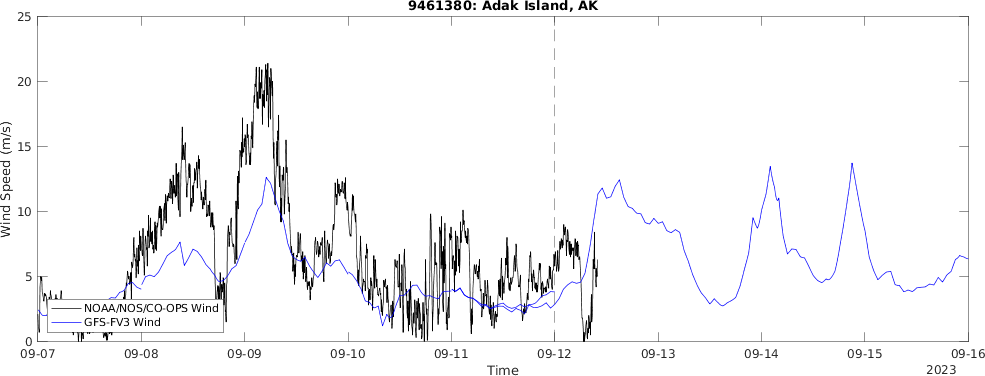 9461380: Adak Island, AK
25
20
15
10
5
0
Wind Speed (m/s)
NOAA/NOS/CO-OPS Wind
GFS-FV3 Wind
09-07 09-08 09-09 09-10 09-11 09-12 09-13 09-14 09-15 09-16
Time
2023